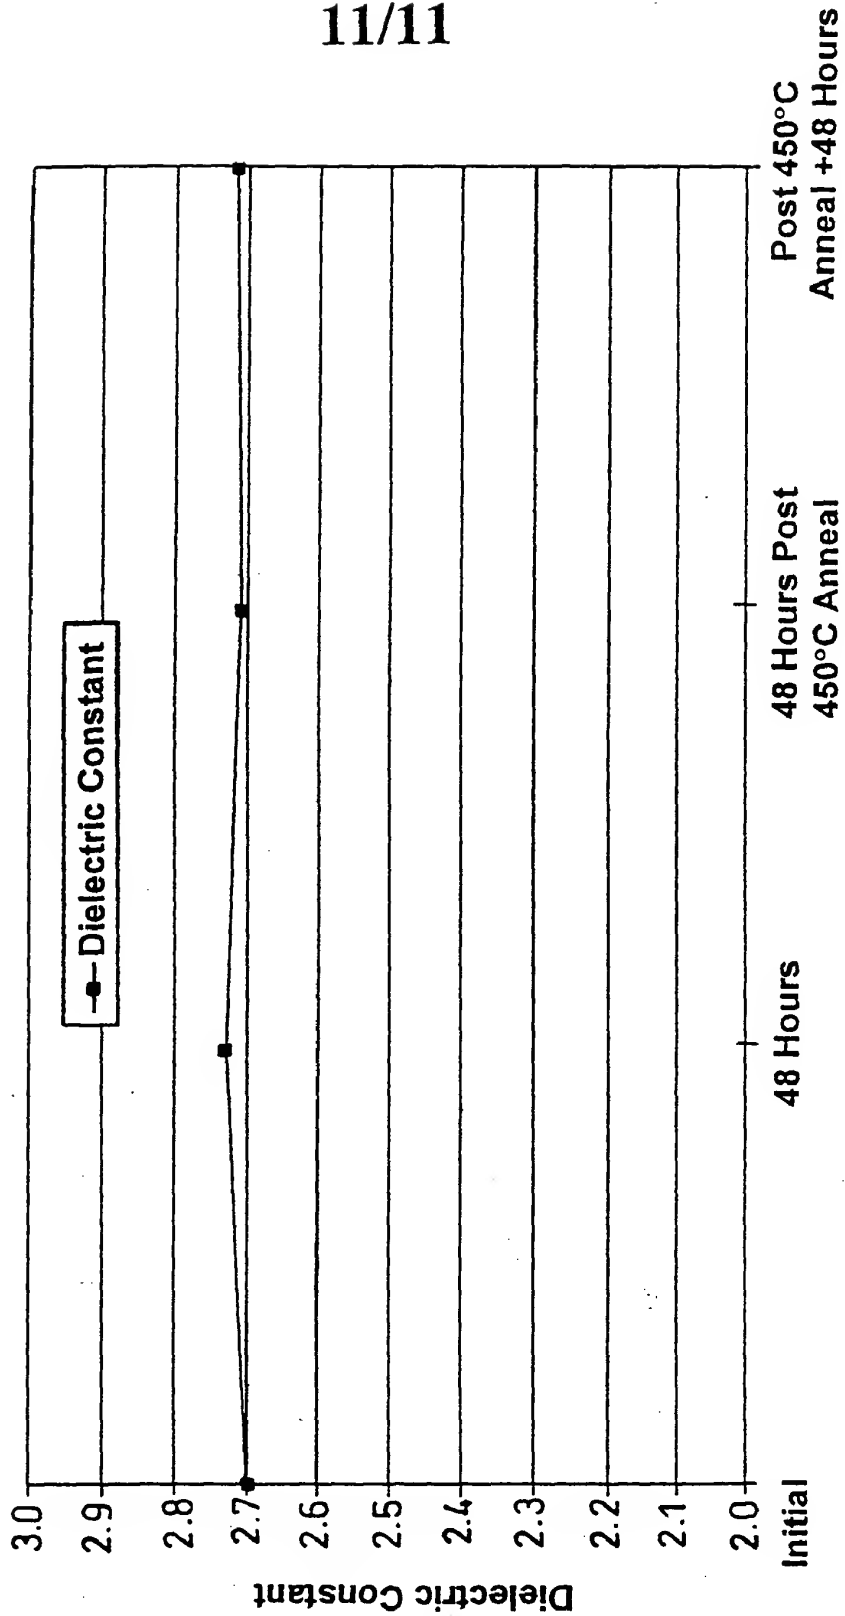 11/11
Dielectric Constant
3.0
2.9
2.8
2.7
2.6
2.5
2.4
2.3
2.2
2.1
2.0
Dielectric Constant
Initial
48 Hours
48 Hours Post
450°C Anneal
Post 450°C
Anneal +48 Hours